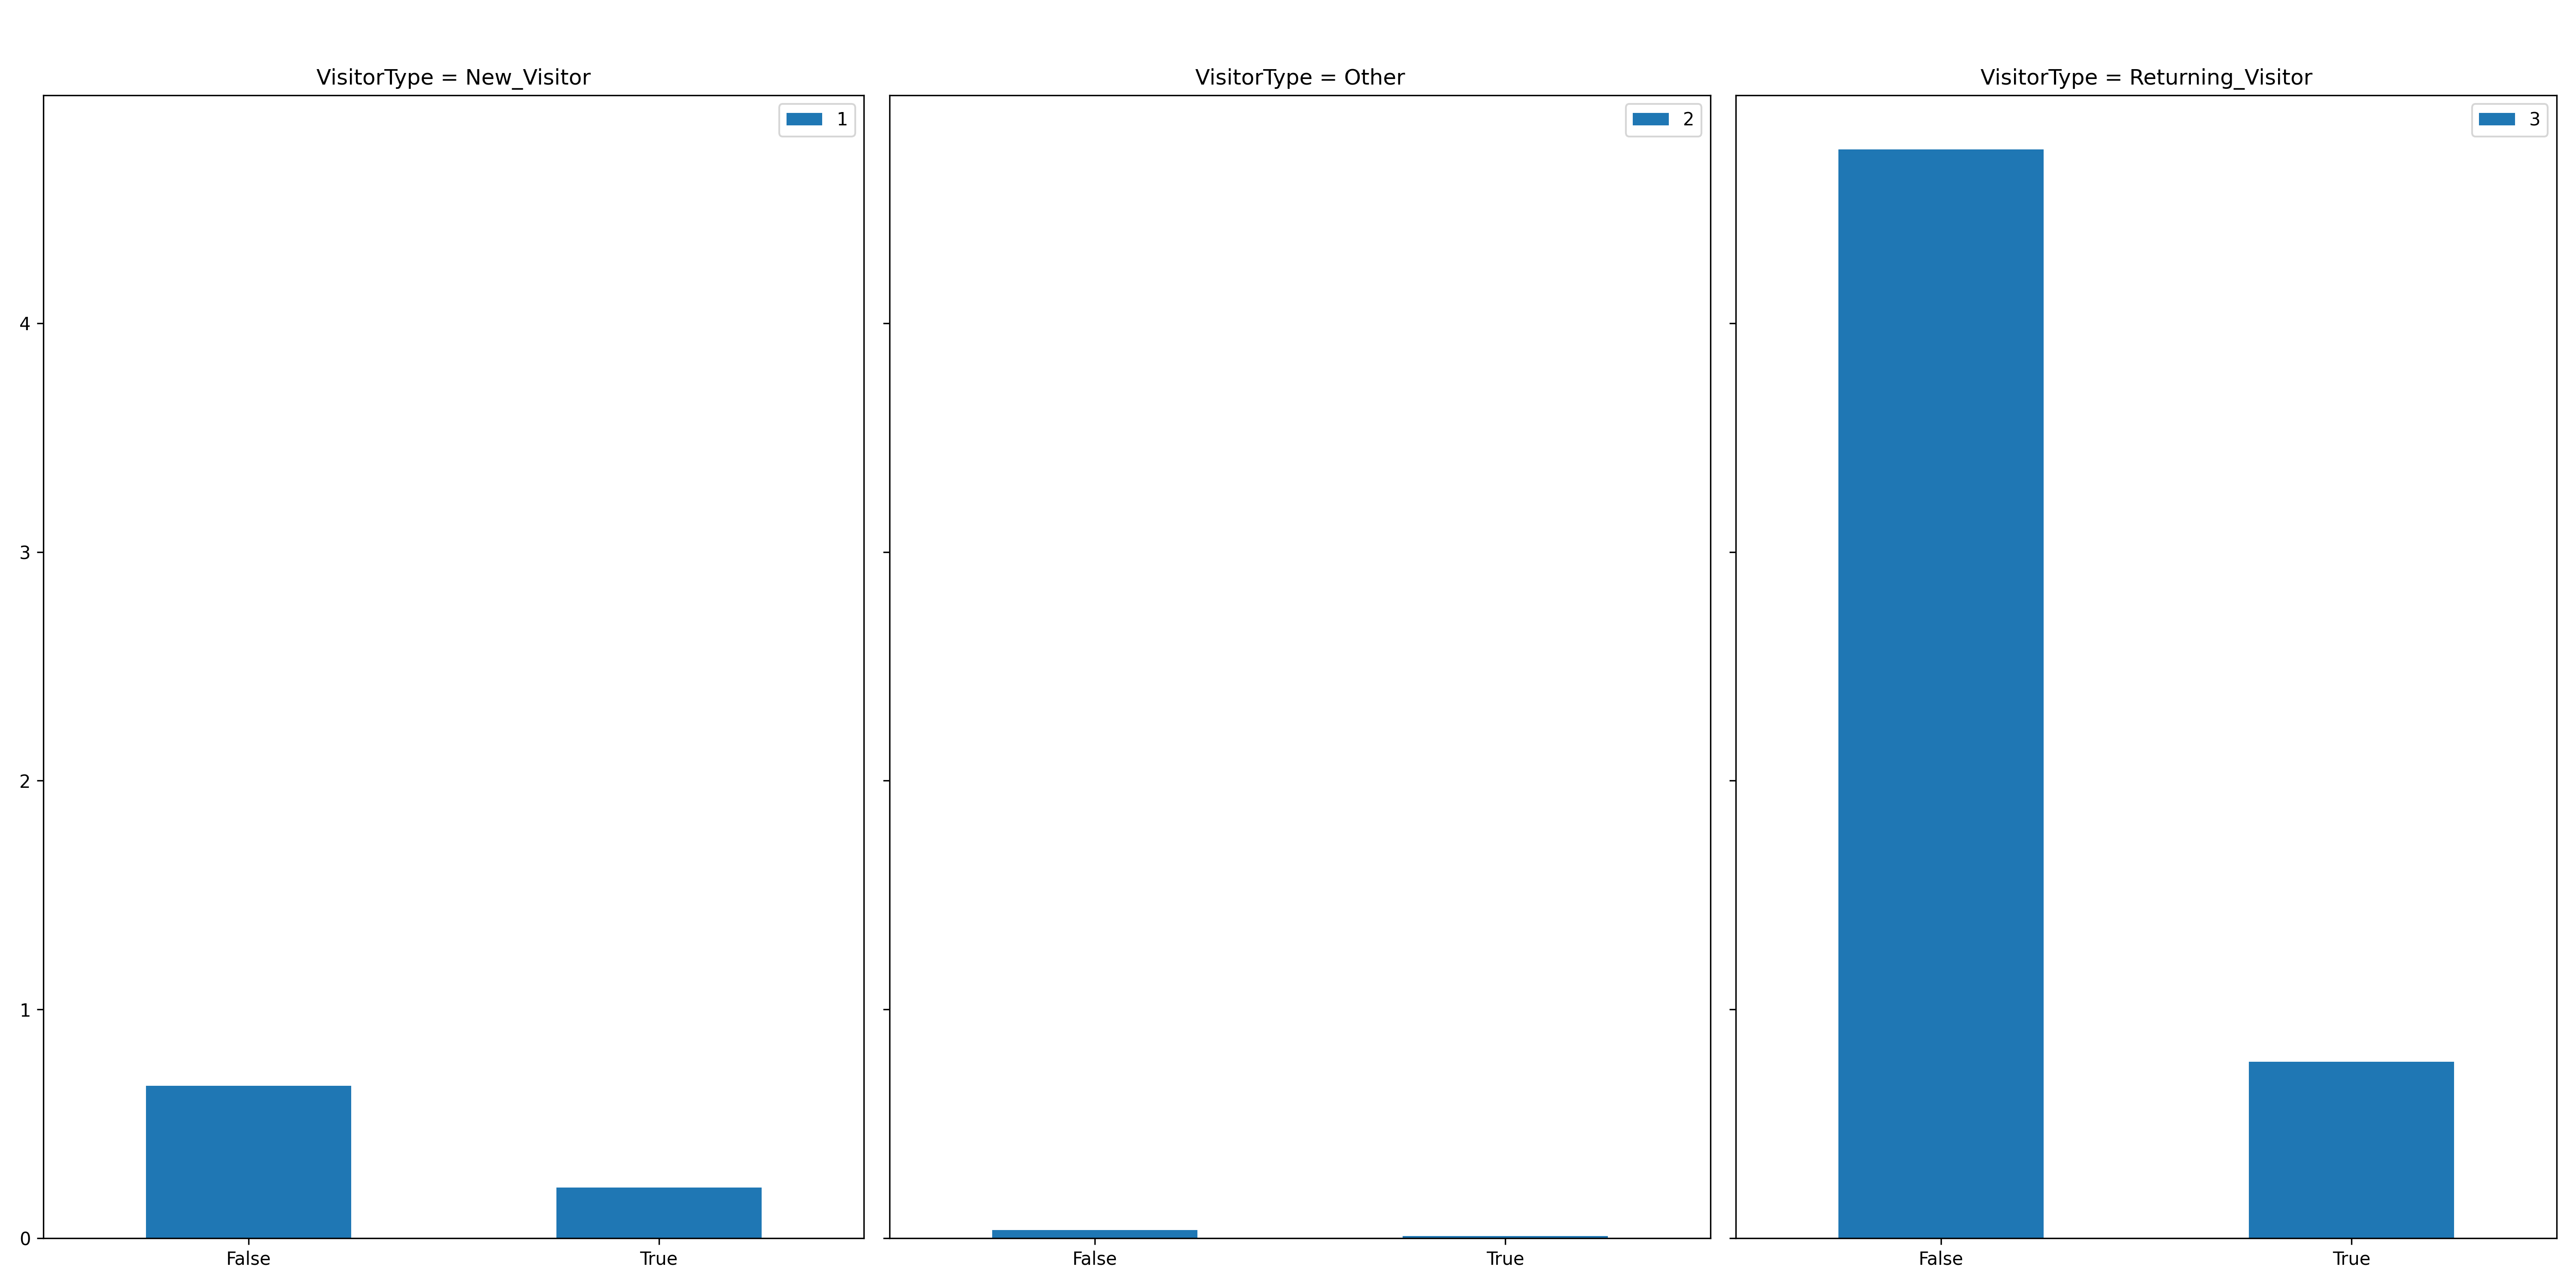 VisitorType = New_Visitor
VisitorType = Other
VisitorType = Returning_Visitor
1
2
3
4
3
2
1
0
False
True
False
True
False
True